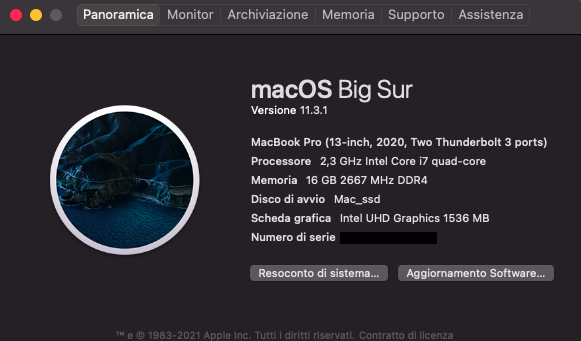 Panoramica Monitor Archiviazione Memoria Supporto Assistenza
macOS Big Sur
Versione 11.3.1
MacBook Pro (13-inch, 2020, Two Thunderbolt 3 ports)
Processore 2,3 GHz Intel Core i7 quad-core
Memoria 16 GB 2667 MHz DDR4
Disco di avvio Mac_ssd
Scheda grafica Intel UHD Graphics 1536 MB
Numero di serie
Resoconto di sistema... Aggiornamento Software...
™ e © 1983-2021 Apple Inc. Tutti i diritti riservati. Contratto di licenza